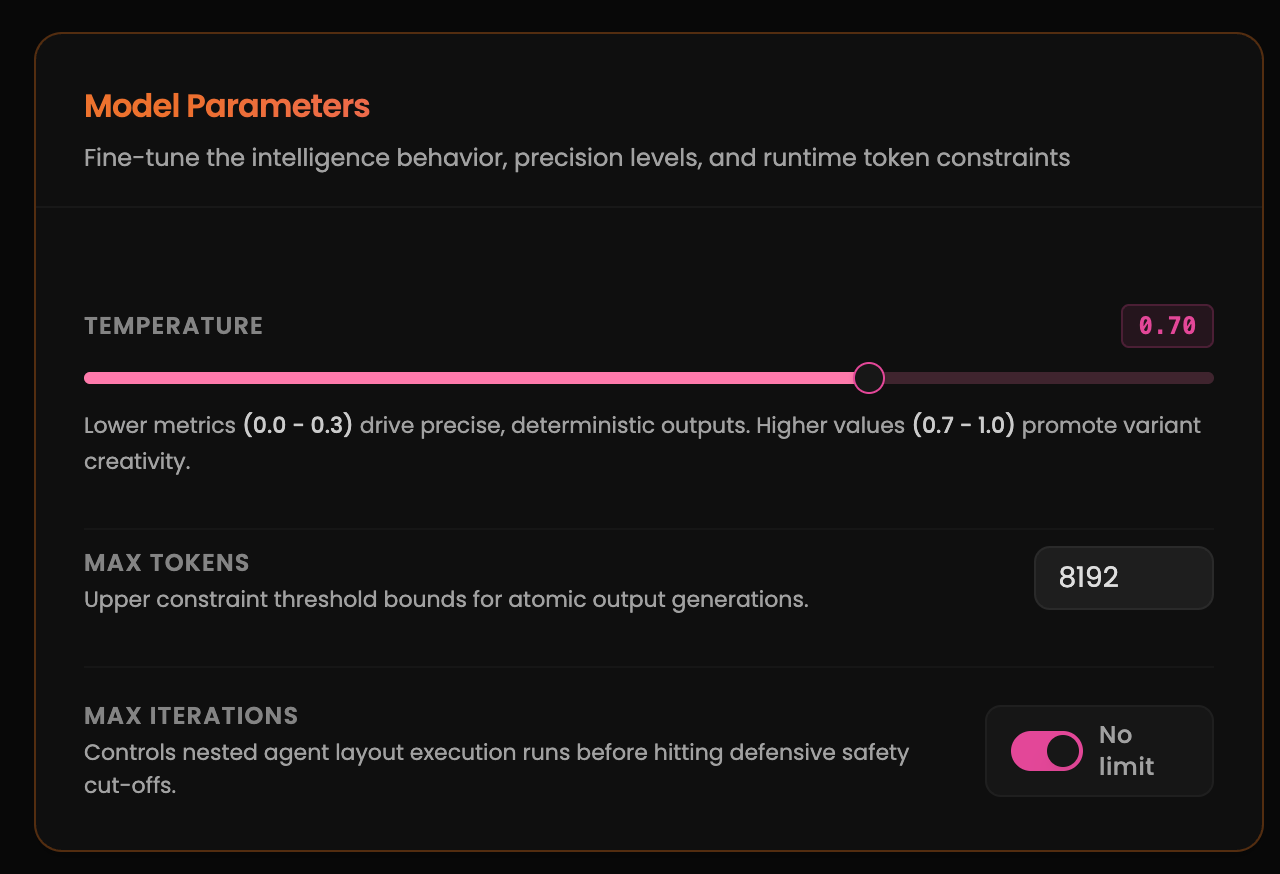 Model Parameters
Fine-tune the intelligence behavior, precision levels, and runtime token constraints
TEMPERATURE
0.70
Lower metrics (0.0 - 0.3) drive precise, deterministic outputs. Higher values (0.7 - 1.0) promote variant
creativity.
MAX TOKENS
8192
Upper constraint threshold bounds for atomic output generations.
MAX ITERATIONS
Controls nested agent layout execution runs before hitting defensive safety
cut-offs.
No
limit